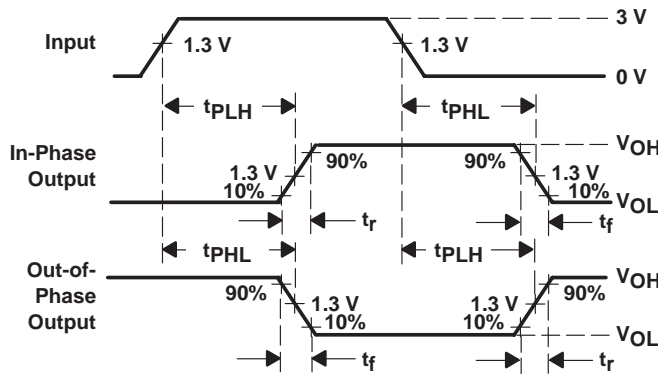 3 V
Input
1.3 V
1.3 V
0 V
tPLH
tPHL
In-Phase
Output
VOH
90%
90%
1.3 V
1.3 V
10%
10%
VOL
tr
tf
tPHL
tPLH
Out-of-
Phase
Output
VOH
90%
90%
1.3 V
1.3 V
10%
10%
VOL
tf
tr